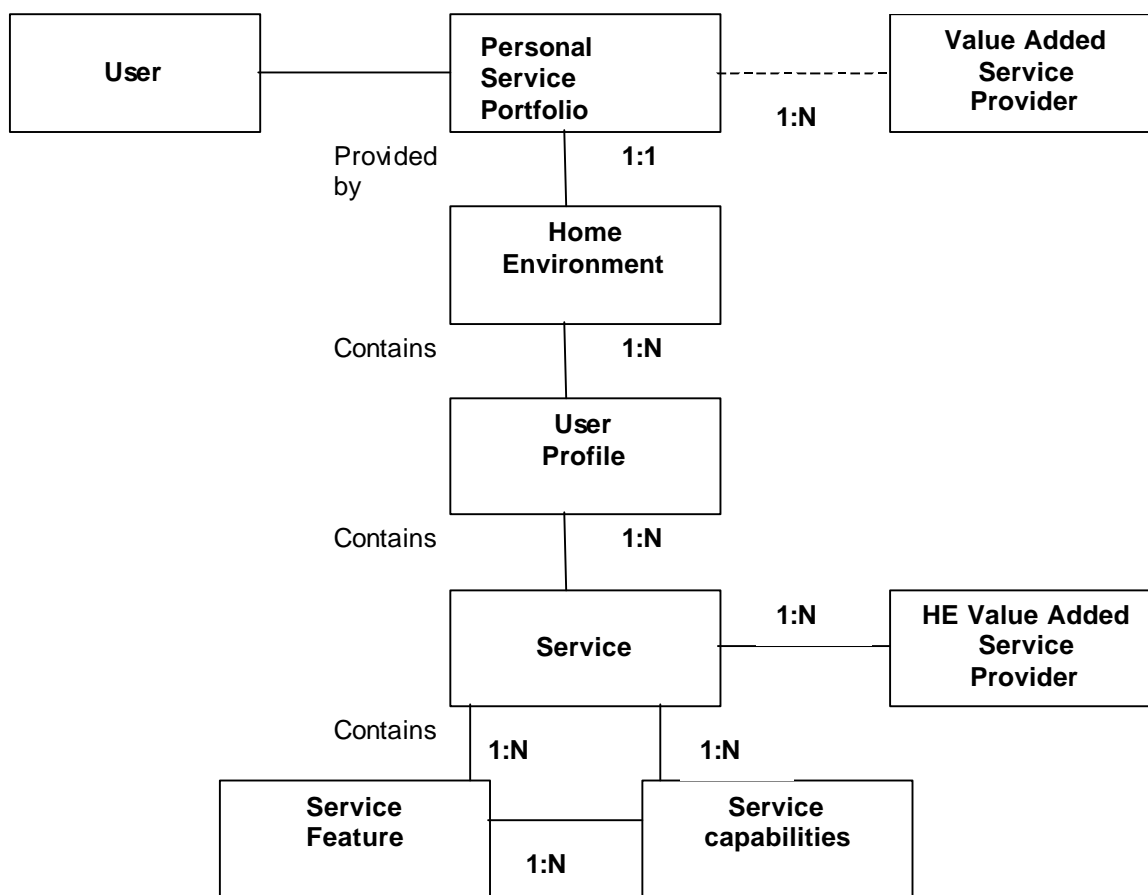 User
Personal
Service
Portfolio
Value Added
Service
Provider
1:N
Provided
by
1:1
Home
Environment
Contains
1:N
User
Profile
Contains
1:N
Service
1:N
HE Value Added
Service
Provider
Contains
1:N
1:N
Service
Feature
Service
capabilities
1:N